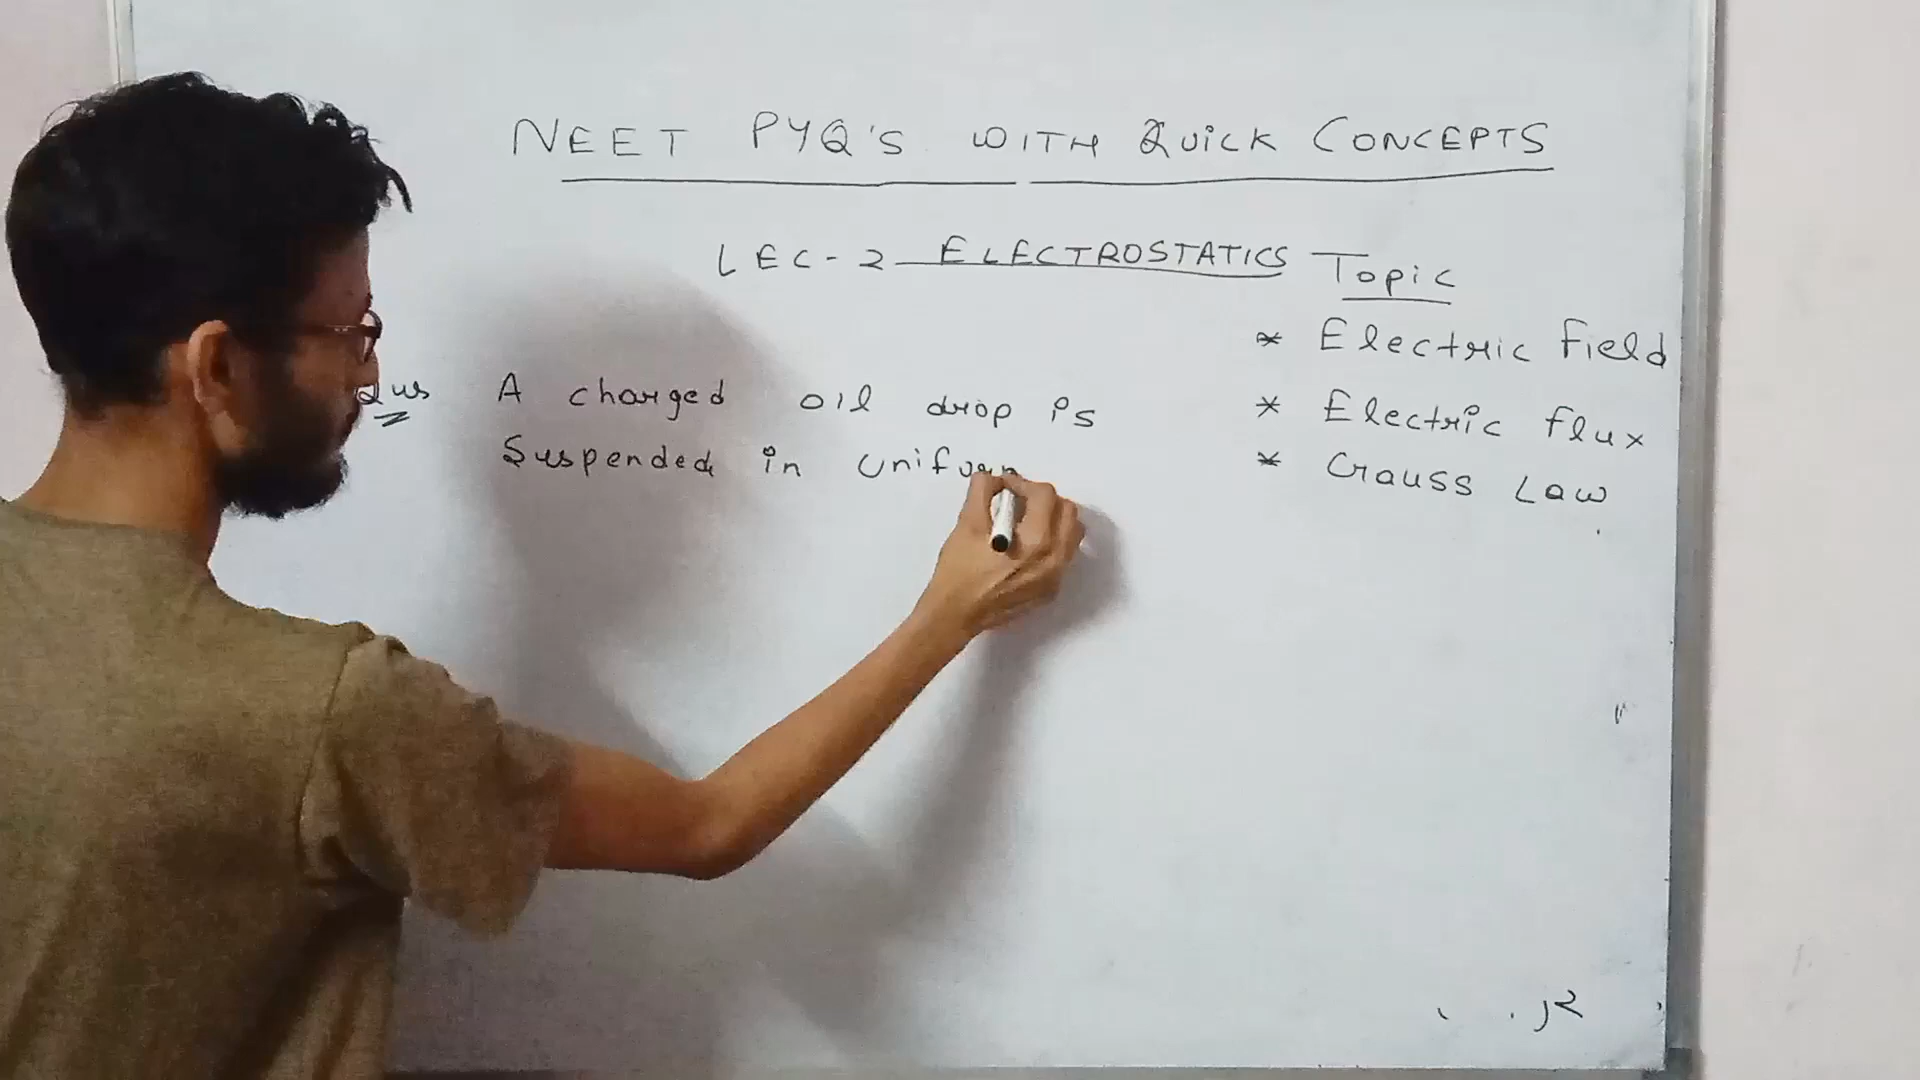 NEET PYQ'S WITH QUICK CONCEPTS
LEC-2 ELECTROSTATICS
Topic
* Electric field
* Electric flux
* Gauss Law
Qus A charged oil drop is
Suspended in Uniform